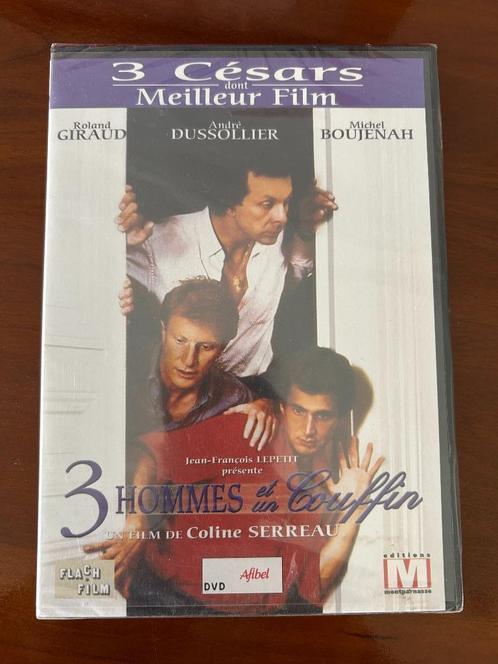 3 Césars
dont
Meilleur Film
Roland
GIRAUD
André
DUSSOLLIER
Michel
BOUJENAH
Jean-François LEPETIT
présente
3 HOMMES et un Couffin
UN FILM DE Coline SERREAU
FLACH
FILM
DVD
Afibel
editions
M
montparnasse